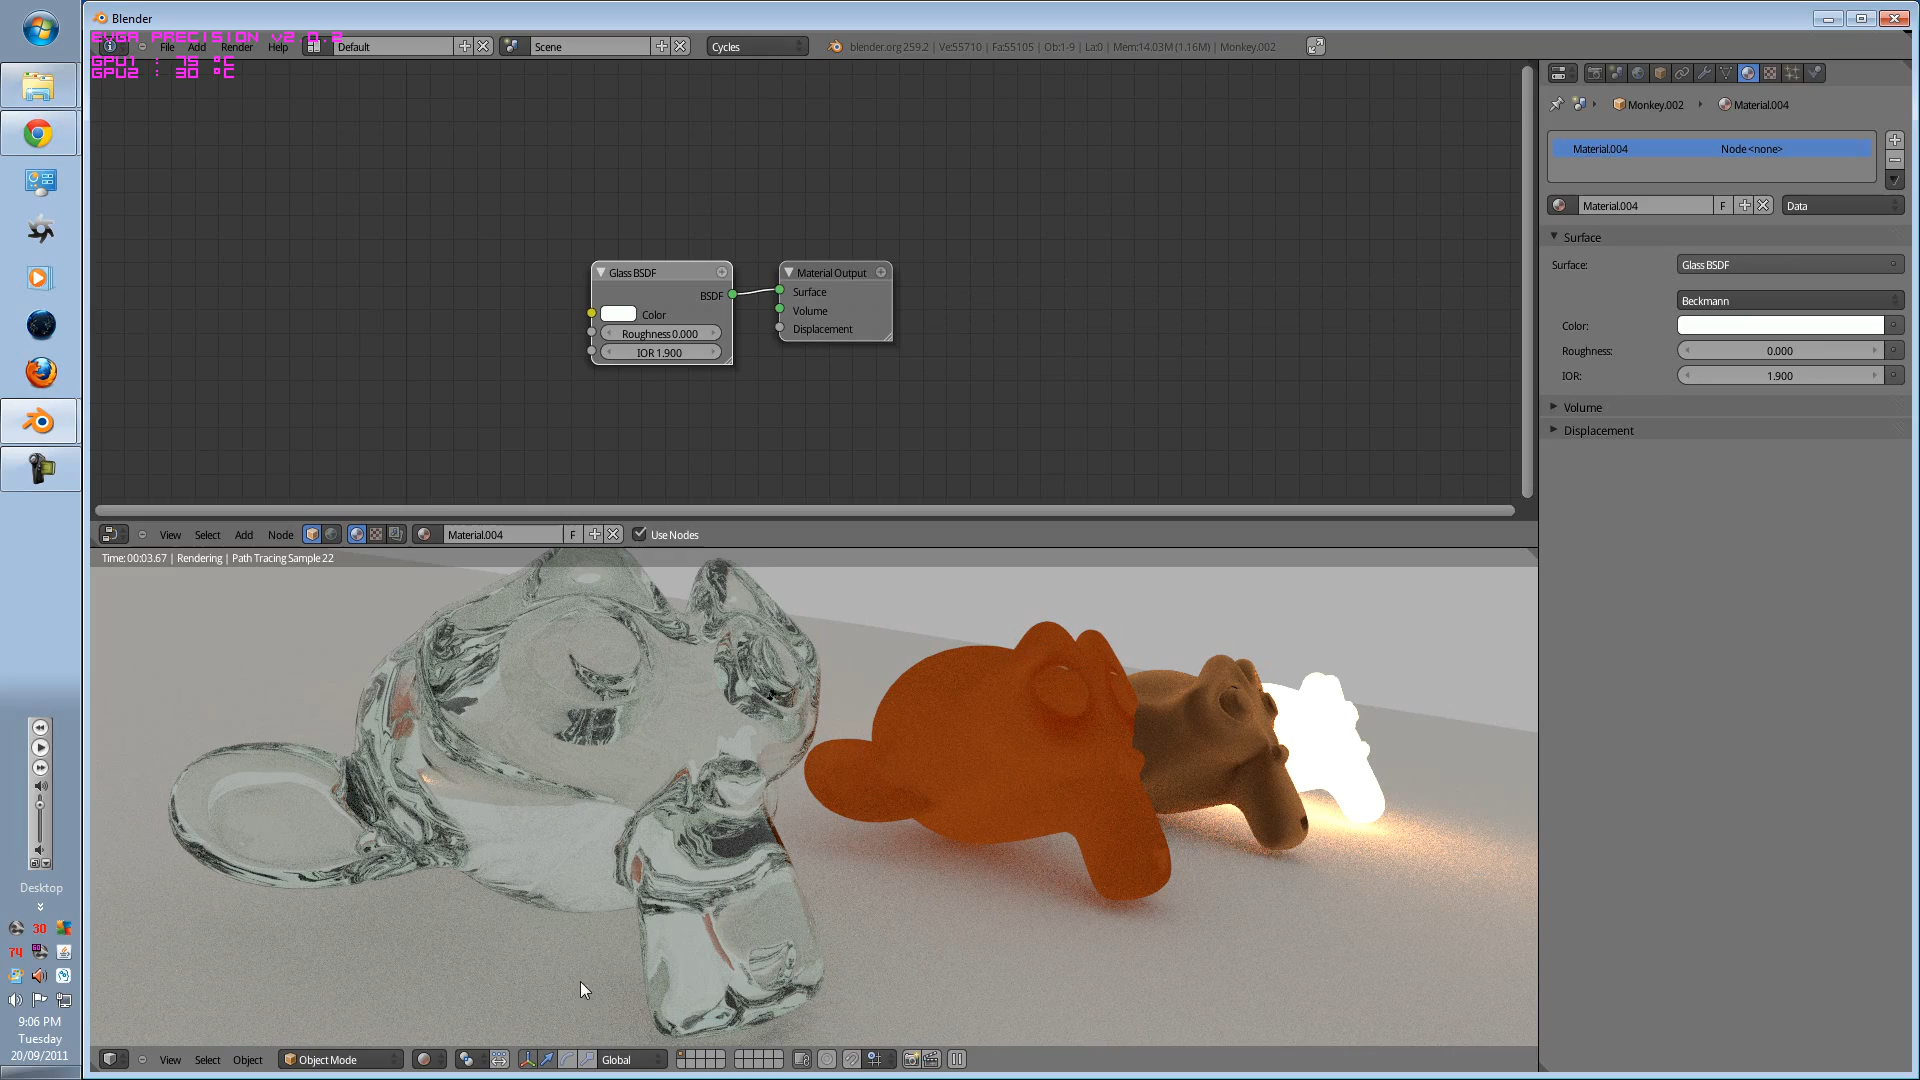 Blender
EVGA PRECISION v2.0.2
File Add Render Help Default Scene Cycles blender.org 259.2 | Ve:55710 | Fa:55105 | Ob:1-9 | La:0 | Mem:14.03M (1.16M) | Monkey.002
GPU1 : 75 °C
GPU2 : 30 °C
Monkey.002 Material.004
Material.004 Node <none>
Material.004 F Data
Surface
Surface: Glass BSDF
Beckmann
Color:
Roughness: 0.000
IOR: 1.900
Volume
Displacement
Glass BSDF
BSDF
Color
Roughness 0.000
IOR 1.900
Material Output
Surface
Volume
Displacement
View Select Add Node Material.004 F Use Nodes
Time: 00:03.67 | Rendering | Path Tracing Sample 22
View Select Object Object Mode Global
Desktop
30
74
9:06 PM
Tuesday
20/09/2011